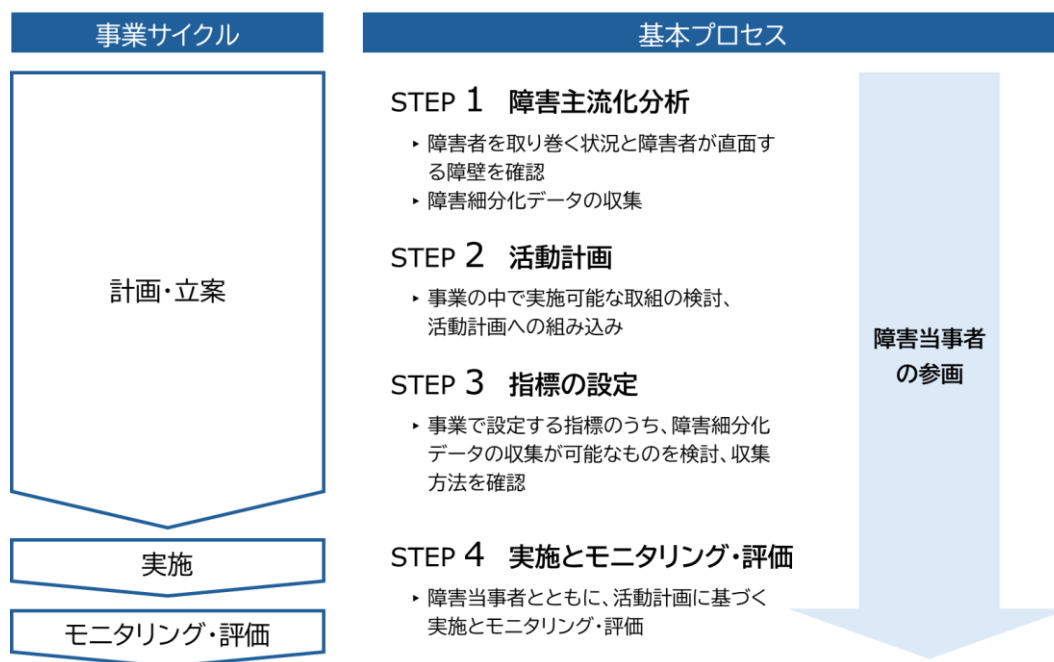 事業サイクル
基本プロセス
計画・立案
実施
モニタリング・評価
STEP 1 障害主流化分析
‣ 障害者を取り巻く状況と障害者が直面す
る障壁を確認
‣ 障害細分化データの収集
STEP 2 活動計画
‣ 事業の中で実施可能な取組の検討、
活動計画への組み込み
STEP 3 指標の設定
‣ 事業で設定する指標のうち、障害細分化
データの収集が可能なものを検討、収集
方法を確認
STEP 4 実施とモニタリング・評価
‣ 障害当事者とともに、活動計画に基づく
実施とモニタリング・評価
障害当事者
の参画